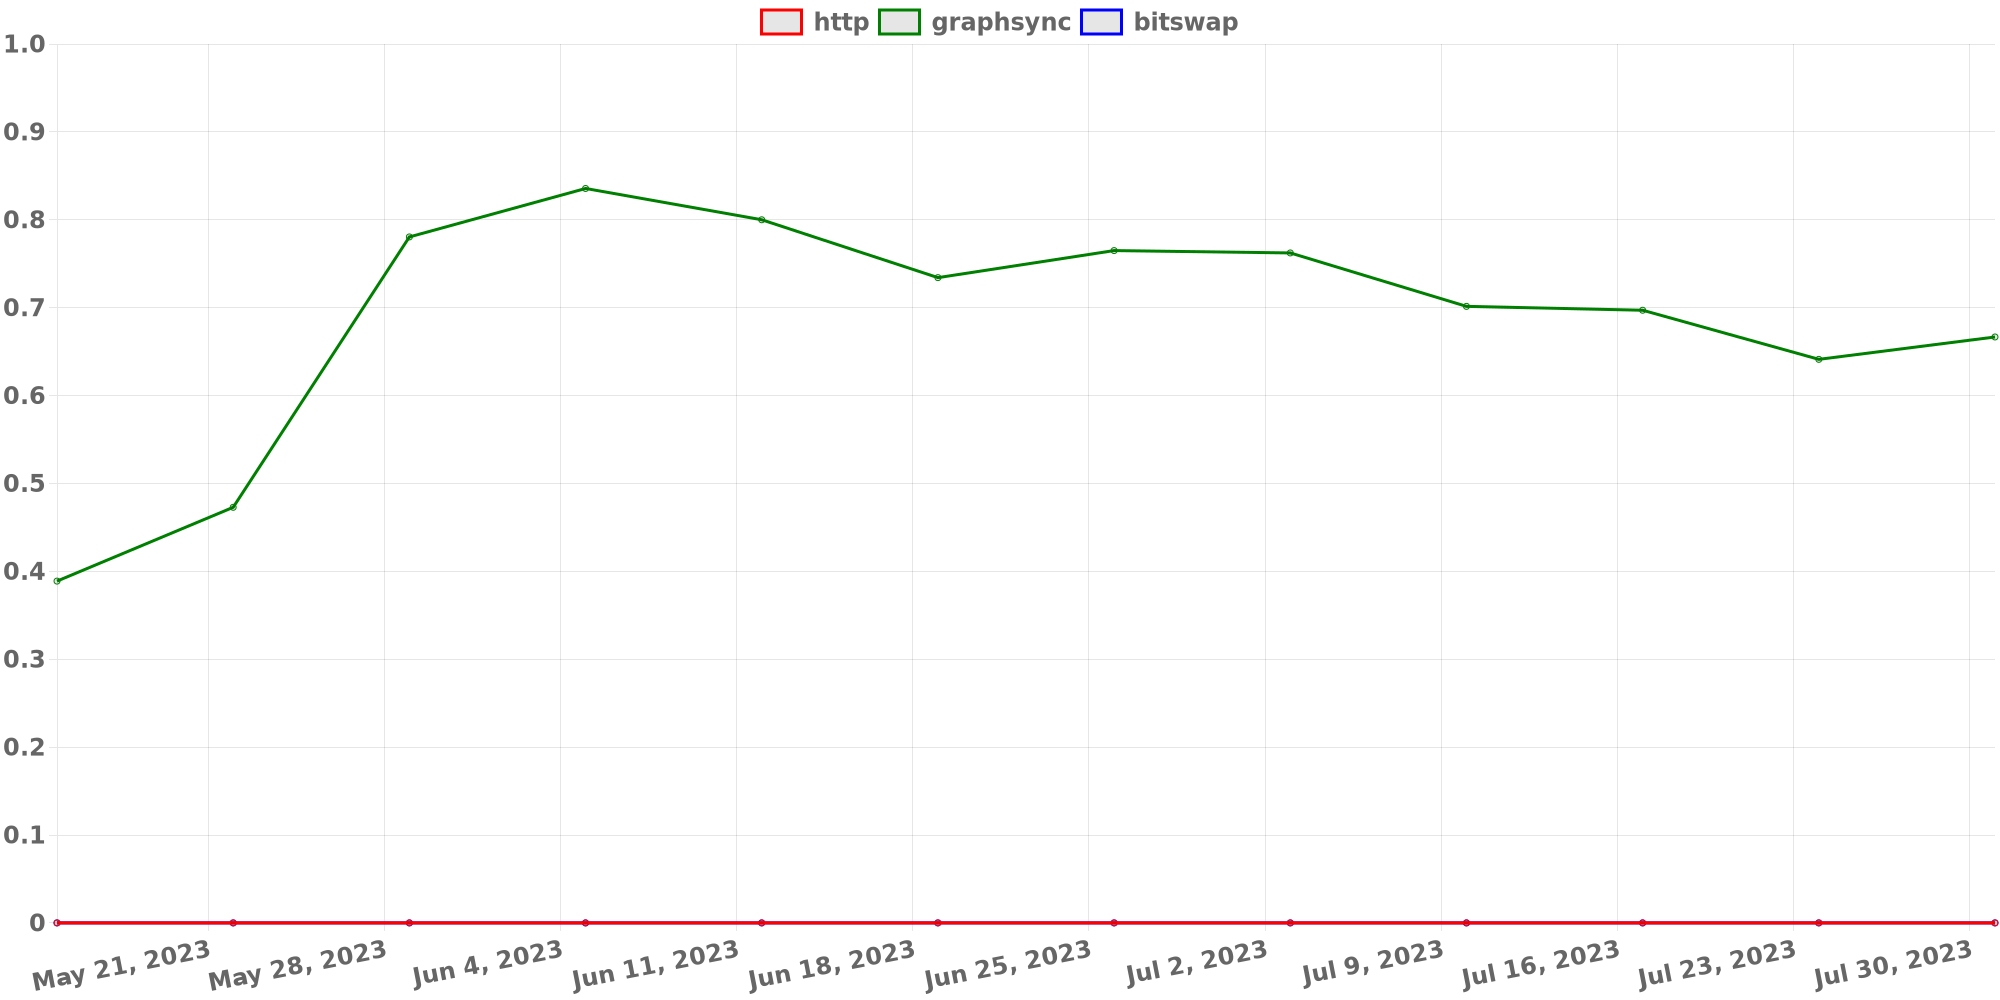 http graphsync bitswap
1.0
0.9
0.8
0.7
0.6
0.5
0.4
0.3
0.2
0.1
0
May 21, 2023
May 28, 2023
Jun 4, 2023
Jun 11, 2023
Jun 18, 2023
Jun 25, 2023
Jul 2, 2023
Jul 9, 2023
Jul 16, 2023
Jul 23, 2023
Jul 30, 2023